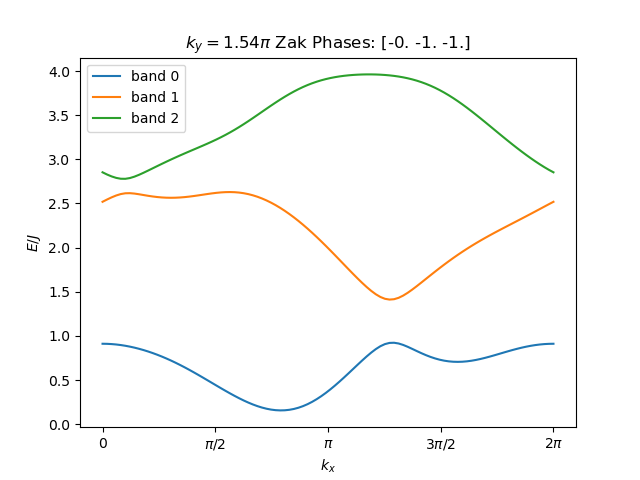 k_y = 1.54π Zak Phases: [-0. -1. -1.]
band 0
band 1
band 2
4.0
3.5
3.0
2.5
2.0
1.5
1.0
0.5
0.0
E/J
0 π/2 π 3π/2 2π
k_x